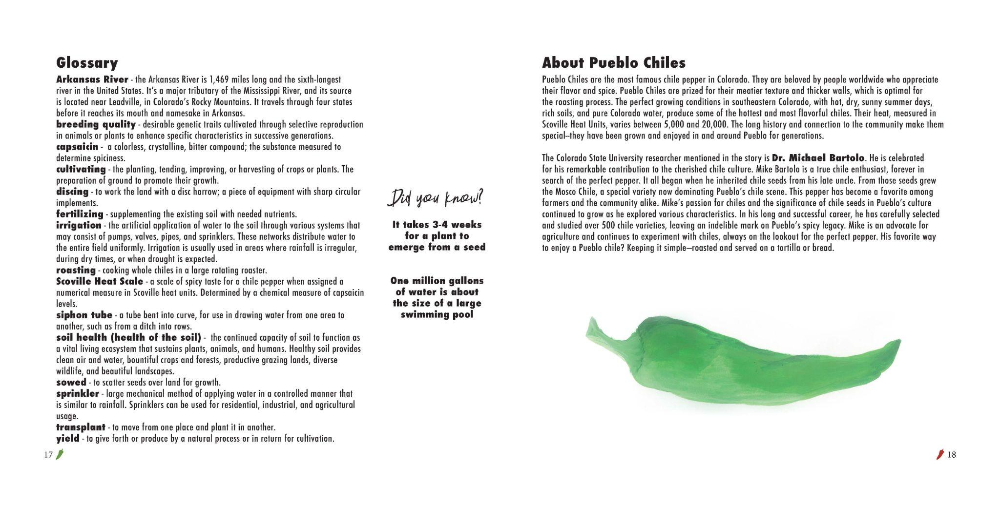 Glossary
Arkansas River - the Arkansas River is 1,469 miles long and the sixth-longest
river in the United States. It's a major tributary of the Mississippi River, and its source
is located near Leadville, in Colorado's Rocky Mountains. It travels through four states
before it reaches its mouth and namesake in Arkansas.
breeding quality - desirable genetic traits cultivated through selective reproduction
in animals or plants to enhance specific characteristics in successive generations.
capsaicin - a colorless, crystalline, bitter compound; the substance measured to
determine spiciness.
cultivating - the planting, tending, improving, or harvesting of crops or plants. The
preparation of ground to promote their growth.
discing - to work the land with a disc harrow; a piece of equipment with sharp circular
implements.
fertilizing - supplementing the existing soil with needed nutrients.
irrigation - the artificial application of water to the soil through various systems that
may consist of pumps, valves, pipes, and sprinklers. These networks distribute water to
the entire field uniformly. Irrigation is usually used in areas where rainfall is irregular,
during dry times, or when drought is expected.
roasting - cooking whole chiles in a large rotating roaster.
Scoville Heat Scale - a scale of spicy taste for a chile pepper when assigned a
numerical measure in Scoville heat units. Determined by a chemical measure of capsaicin
levels.
siphon tube - a tube bent into curve, for use in drawing water from one area to
another, such as from a ditch into rows.
soil health (health of the soil) - the continued capacity of soil to function as
a vital living ecosystem that sustains plants, animals, and humans. Healthy soil provides
clean air and water, bountiful crops and forests, productive grazing lands, diverse
wildlife, and beautiful landscapes.
sowed - to scatter seeds over land for growth.
sprinkler - large mechanical method of applying water in a controlled manner that
is similar to rainfall. Sprinklers can be used for residential, industrial, and agricultural
usage.
transplant - to move from one place and plant it in another.
yield - to give forth or produce by a natural process or in return for cultivation.
17
Did you know?
It takes 3-4 weeks
for a plant to
emerge from a seed
One million gallons
of water is about
the size of a large
swimming pool
About Pueblo Chiles
Pueblo Chiles are the most famous chile pepper in Colorado. They are beloved by people worldwide who appreciate
their flavor and spice. Pueblo Chiles are prized for their meatier texture and thicker walls, which is optimal for
the roasting process. The perfect growing conditions in southeastern Colorado, with hot, dry, sunny summer days,
rich soils, and pure Colorado water, produce some of the hottest and most flavorful chiles. Their heat, measured in
Scoville Heat Units, varies between 5,000 and 20,000. The long history and connection to the community make them
special--they have been grown and enjoyed in and around Pueblo for generations.
The Colorado State University researcher mentioned in the story is Dr. Michael Bartolo. He is celebrated
for his remarkable contribution to the cherished chile culture. Mike Bartolo is a true chile enthusiast, forever in
search of the perfect pepper. It all began when he inherited chile seeds from his late uncle. From those seeds grew
the Mosco Chile, a special variety now dominating Pueblo's chile scene. This pepper has become a favorite among
farmers and the community alike. Mike's passion for chiles and the significance of chile seeds in Pueblo's culture
continued to grow as he explored various characteristics. In his long and successful career, he has carefully selected
and studied over 500 chile varieties, leaving an indelible mark on Pueblo's spicy legacy. Mike is an advocate for
agriculture and continues to experiment with chiles, always on the lookout for the perfect pepper. His favorite way
to enjoy a Pueblo chile? Keeping it simple—roasted and served on a tortilla or bread.
18